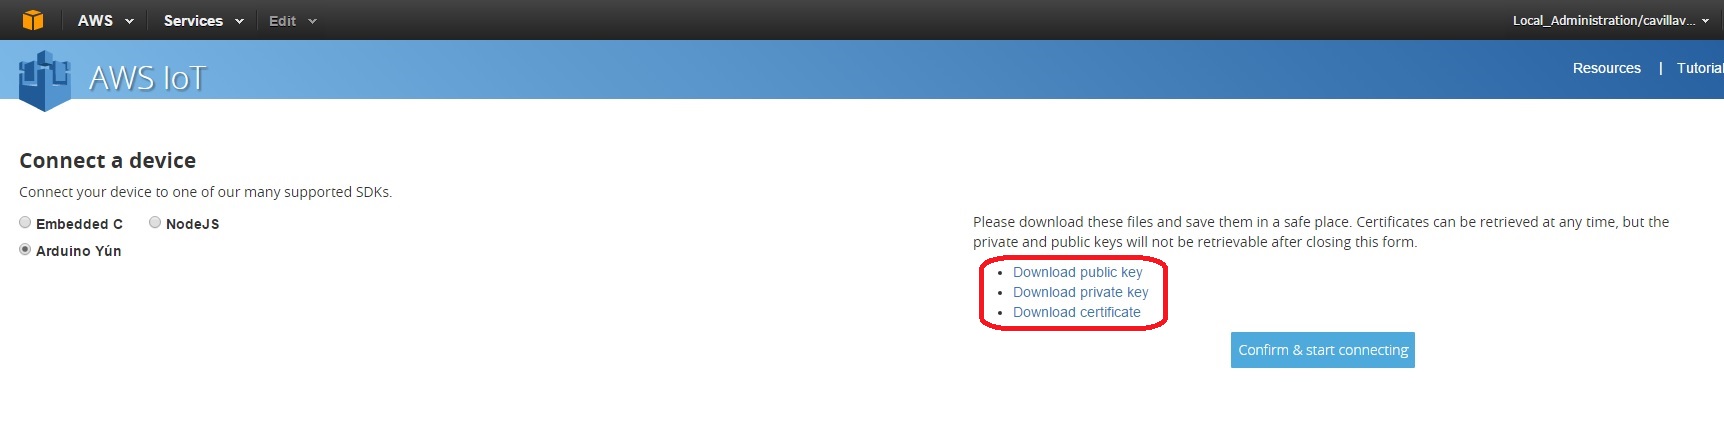 AWS Services Edit Local_Administration/cavillav...
AWS IoT Resources | Tutorial
Connect a device
Connect your device to one of our many supported SDKs.
Embedded C NodeJS
Arduino Yún
Please download these files and save them in a safe place. Certificates can be retrieved at any time, but the
private and public keys will not be retrievable after closing this form.
• Download public key
• Download private key
• Download certificate
Confirm & start connecting